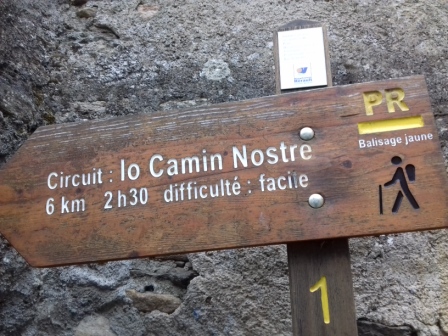 PR
Balisage jaune
Circuit : lo Camin Nostre
6 km 2h30 difficulté : facile
1